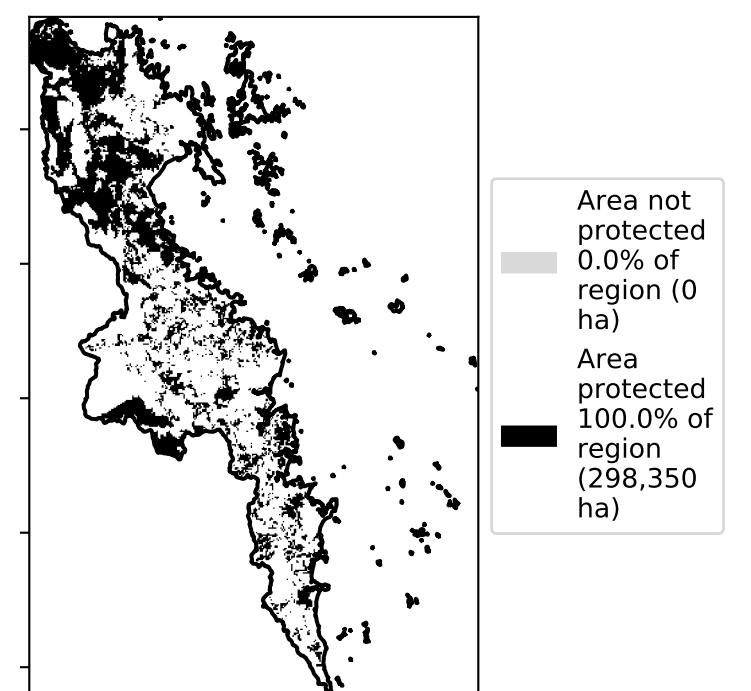 Area not
protected
0.0% of
region (0
ha)
Area
protected
100.0% of
region
(298,350
ha)